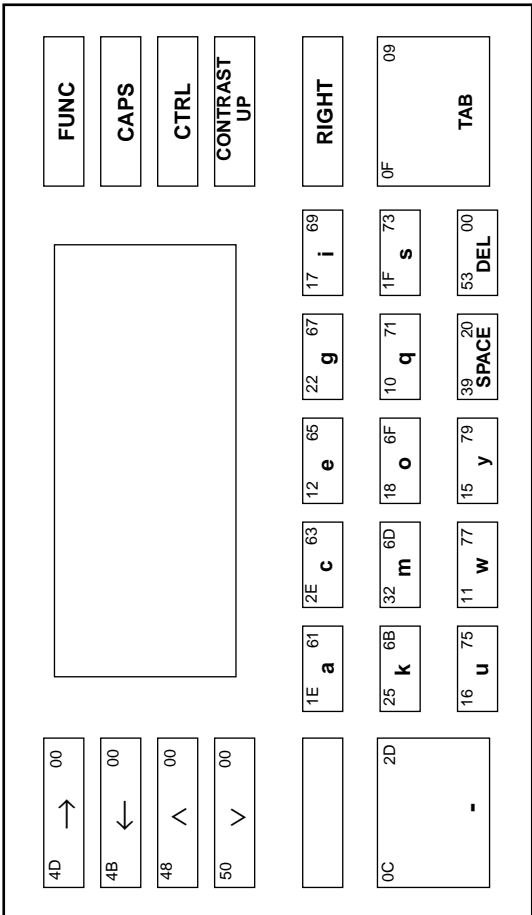 4D → 00 FUNC
4B ← 00 CAPS
48 ∧ 00 CTRL
50 ∨ 00 CONTRAST UP
1E 61 2E 63 12 65 22 67 17 69
a c e g i RIGHT
0C 2D 25 6B 32 6D 18 6F 10 71 1F 73 0F 09
k m o q s
16 75 11 77 15 79 39 20 53 00
- u w y SPACE DEL TAB